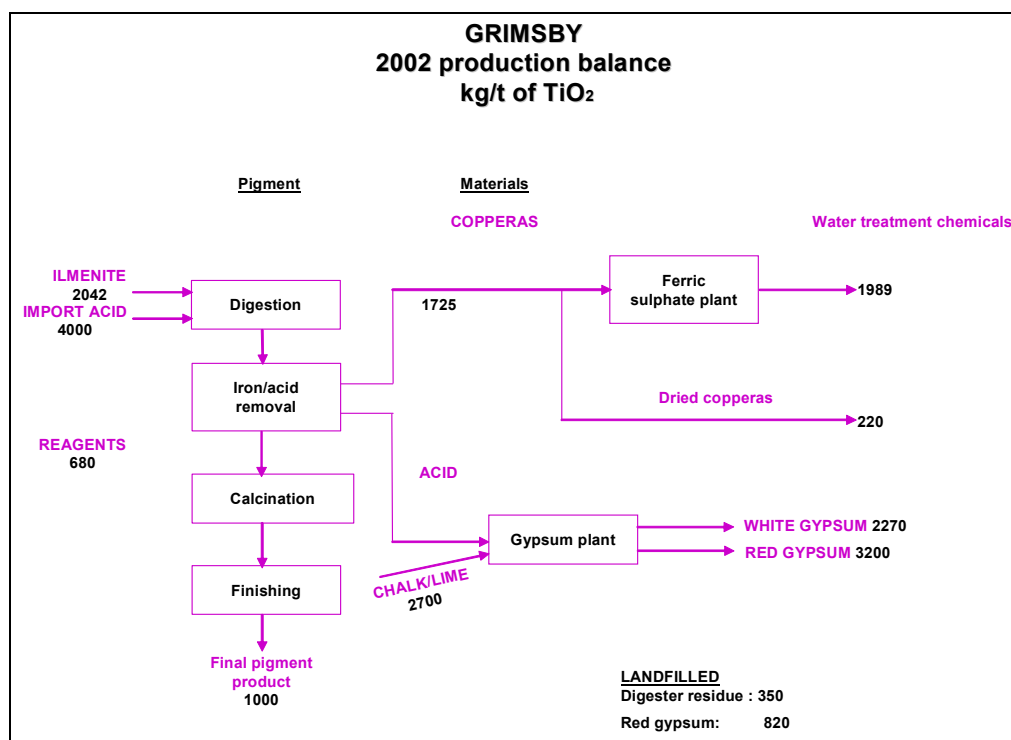 GRIMSBY
2002 production balance
kg/t of TiO₂
Pigment
Materials
COPPERAS
Water treatment chemicals
ILMENITE
2042
IMPORT ACID
4000
Digestion
1725
Ferric
sulphate plant
1989
Iron/acid
removal
Dried copperas
220
REAGENTS
680
ACID
Calcination
Gypsum plant
WHITE GYPSUM 2270
RED GYPSUM 3200
CHALK/LIME
2700
Finishing
Final pigment
product
1000
LANDFILLED
Digester residue : 350
Red gypsum: 820